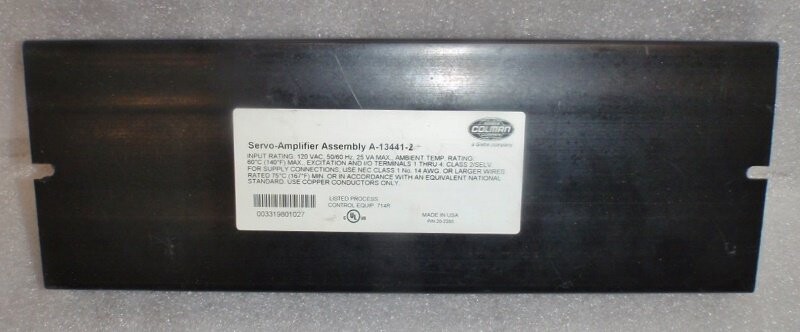 COLMAN
Servo-Amplifier Assembly A-13441-2
INPUT RATING: 120 VAC, 50/60 Hz, 25 VA MAX., AMBIENT TEMP. RATING:
60°C (140°F) MAX., EXCITATION AND I/O TERMINALS 1 THRU 4: CLASS 2/SELV.
FOR SUPPLY CONNECTIONS, USE NEC CLASS 1 No. 14 AWG. OR LARGER WIRES
RATED 75°C (167°F) MIN. OR IN ACCORDANCE WITH AN EQUIVALENT NATIONAL
STANDARD. USE COPPER CONDUCTORS ONLY.
LISTED PROCESS
CONTROL EQUIP. 714R
003319801027
C UL US
MADE IN USA